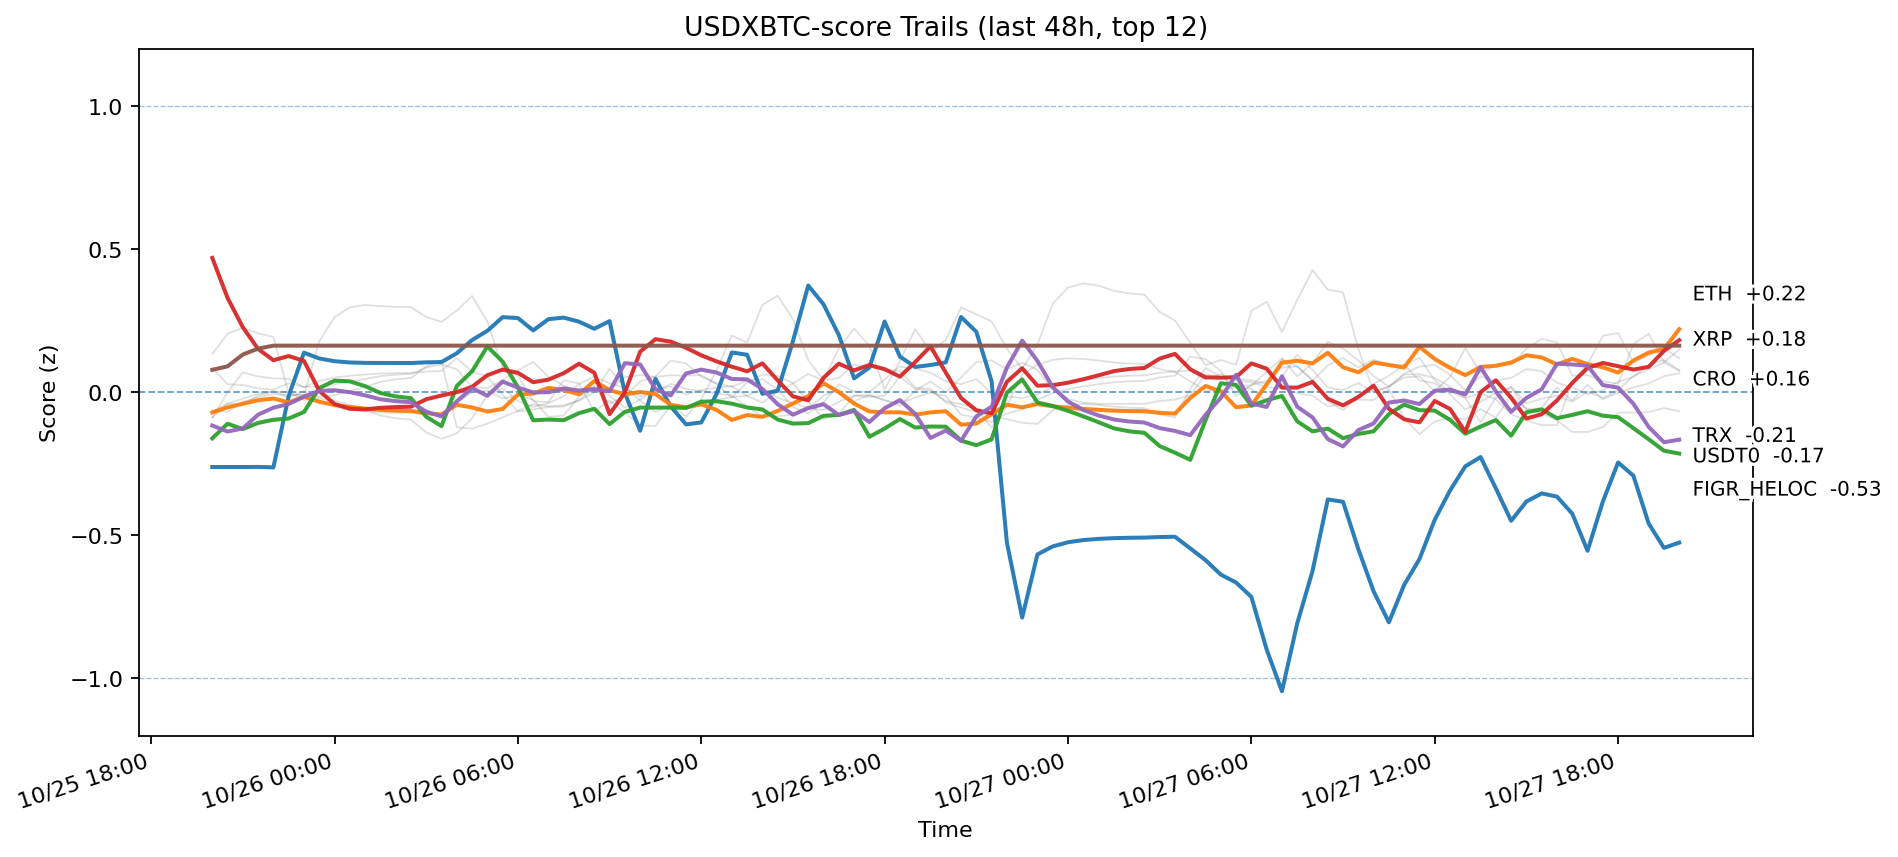 USDXBTC-score Trails (last 48h, top 12)
Score (z)
1.0
0.5
0.0
−0.5
−1.0
ETH +0.22
XRP +0.18
CRO +0.16
TRX -0.21
USDT0 -0.17
FIGR_HELOC -0.53
10/25 18:00
10/26 00:00
10/26 06:00
10/26 12:00
10/26 18:00
10/27 00:00
10/27 06:00
10/27 12:00
10/27 18:00
Time